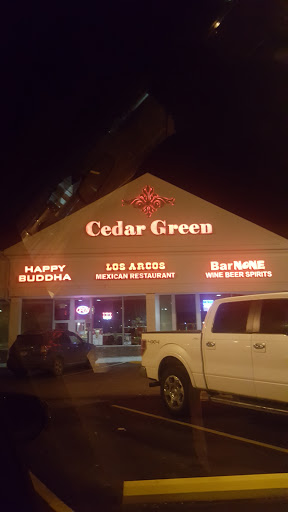 Cedar Green
HAPPY
BUDDHA
LOS ARCOS
MEXICAN RESTAURANT
BarNONE
WINE BEER SPIRITS